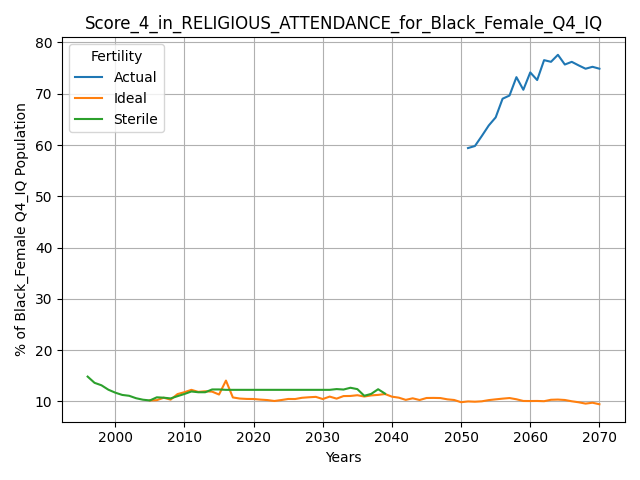 Score_4_in_RELIGIOUS_ATTENDANCE_for_Black_Female_Q4_IQ
% of Black_Female Q4_IQ Population
80
70
60
50
40
30
20
10
Fertility
Actual
Ideal
Sterile
2000 2010 2020 2030 2040 2050 2060 2070
Years